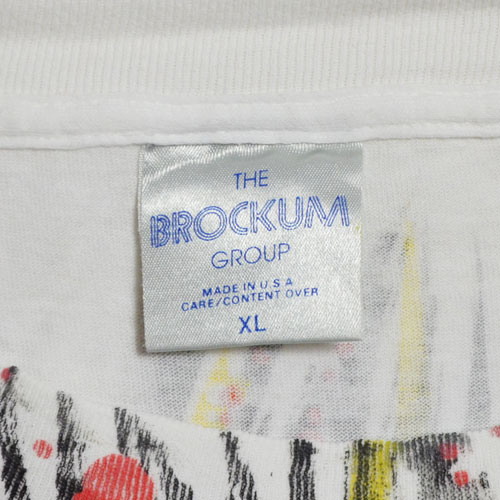 THE
BROCKUM
GROUP
MADE IN U.S.A
CARE/CONTENT OVER
XL